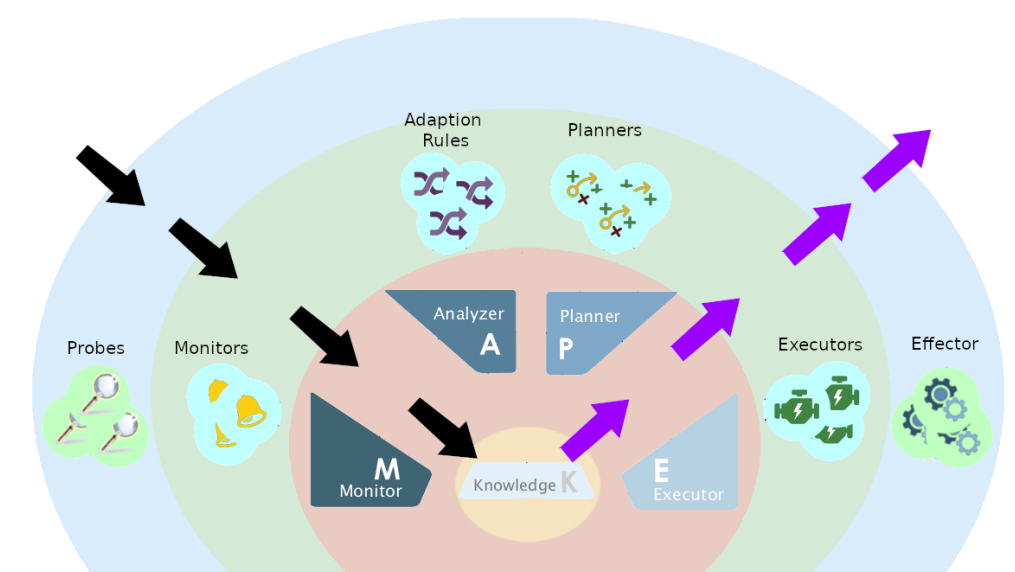 Adaption
Rules
Planners
Probes
Monitors
Analyzer
A
Planner
P
Executors
Effector
M
Monitor
Knowledge K
E
Executor